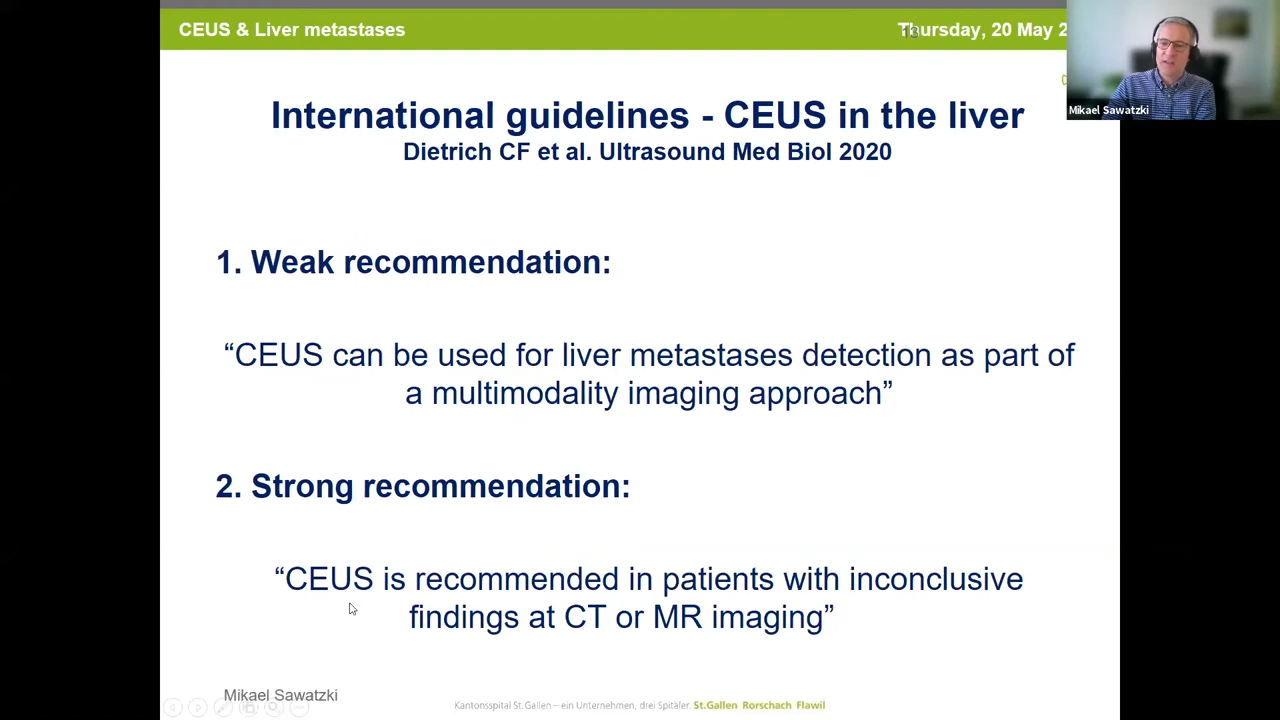 CEUS & Liver metastases
Thursday, 20 May 2
13
Mikael Sawatzki
International guidelines - CEUS in the liver
Dietrich CF et al. Ultrasound Med Biol 2020
1. Weak recommendation:
“CEUS can be used for liver metastases detection as part of
a multimodality imaging approach”
2. Strong recommendation:
“CEUS is recommended in patients with inconclusive
findings at CT or MR imaging”
Mikael Sawatzki
Kantonsspital St.Gallen – ein Unternehmen, drei Spitäler. St.Gallen Rorschach Flawil